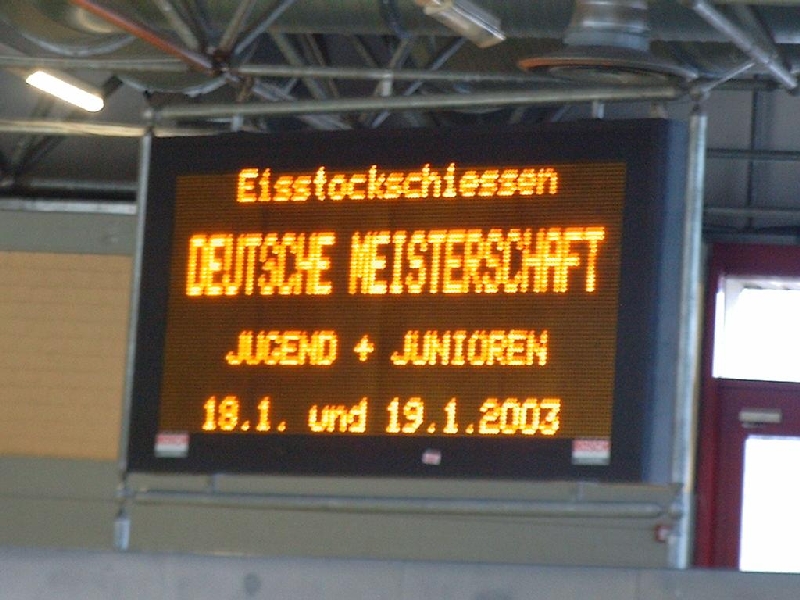 Eisstockschiessen
DEUTSCHE MEISTERSCHAFT
JUGEND + JUNIOREN
18.1. und 19.1.2003